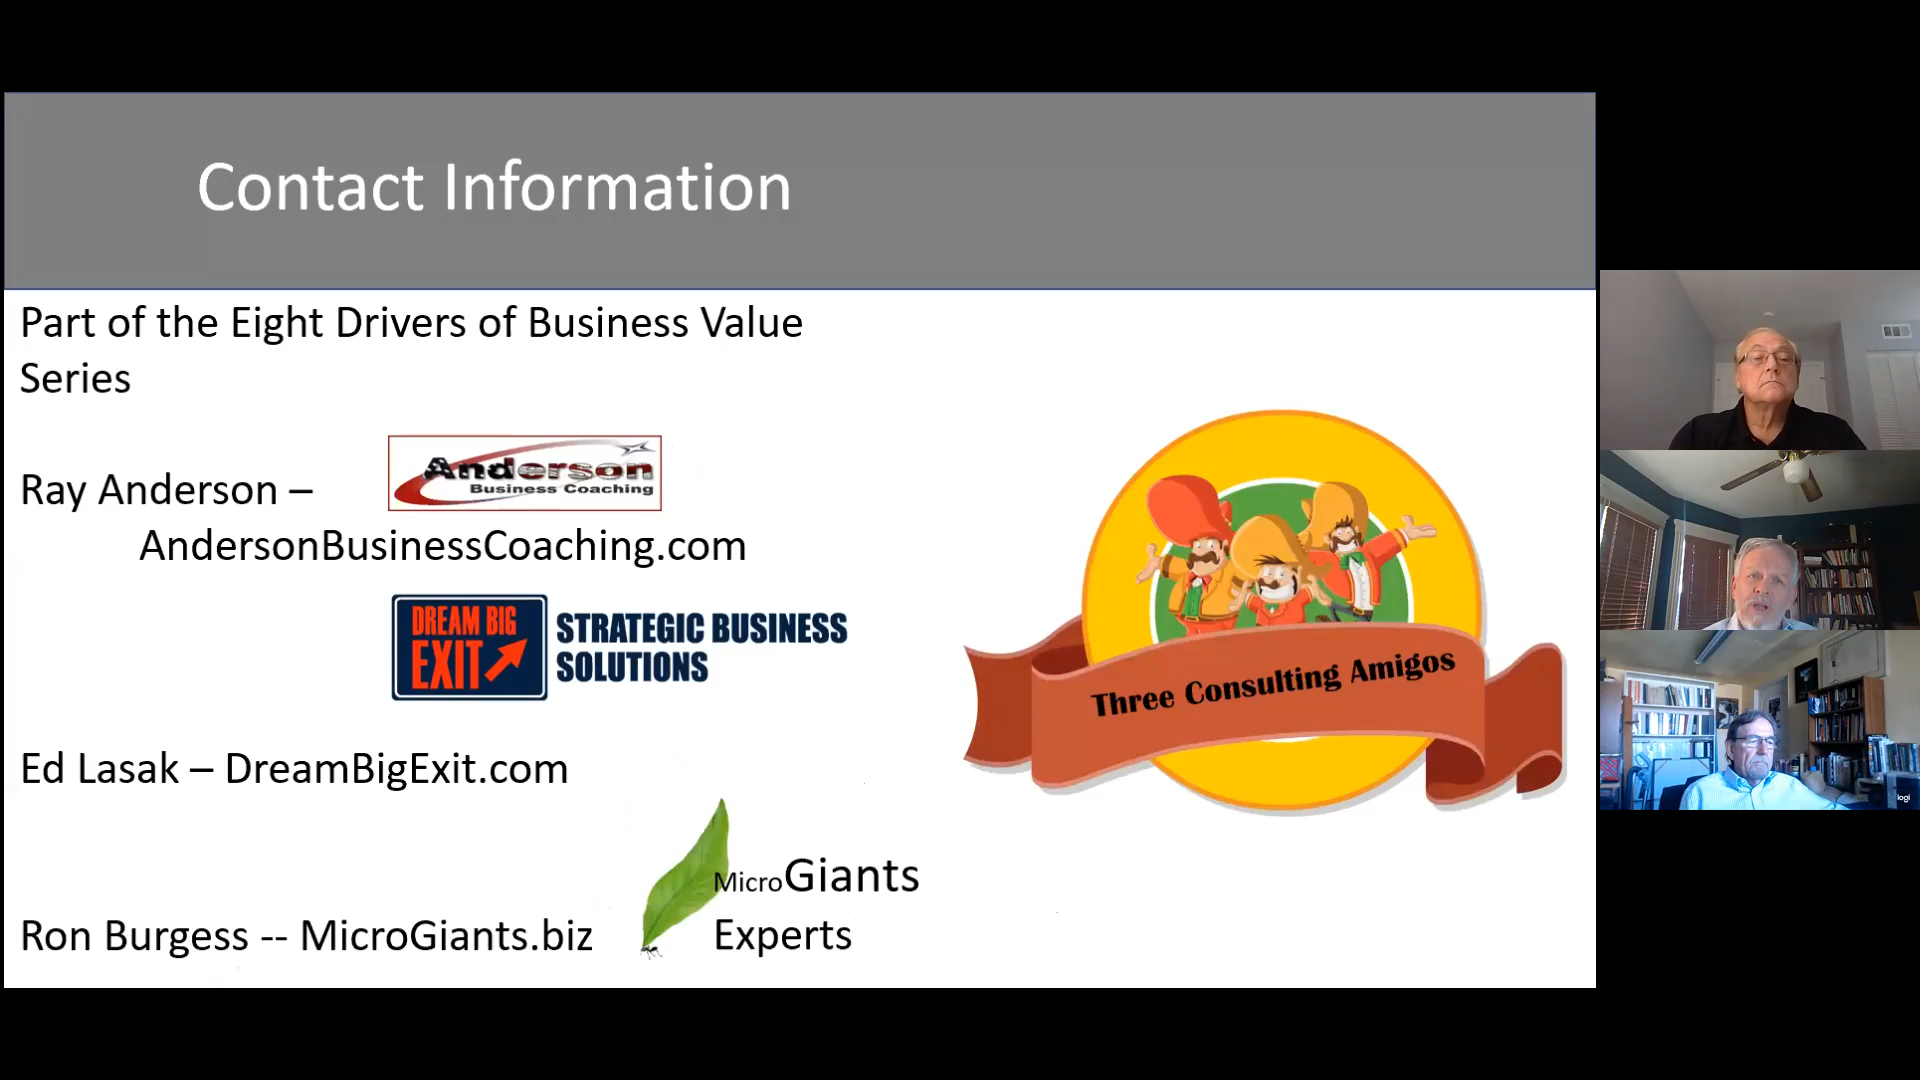 Contact Information
Part of the Eight Drivers of Business Value
Series
Anderson
Business Coaching
Ray Anderson –
AndersonBusinessCoaching.com
DREAM BIG
EXIT
STRATEGIC BUSINESS
SOLUTIONS
Three Consulting Amigos
Ed Lasak – DreamBigExit.com
MicroGiants
Experts
Ron Burgess -- MicroGiants.biz
logi